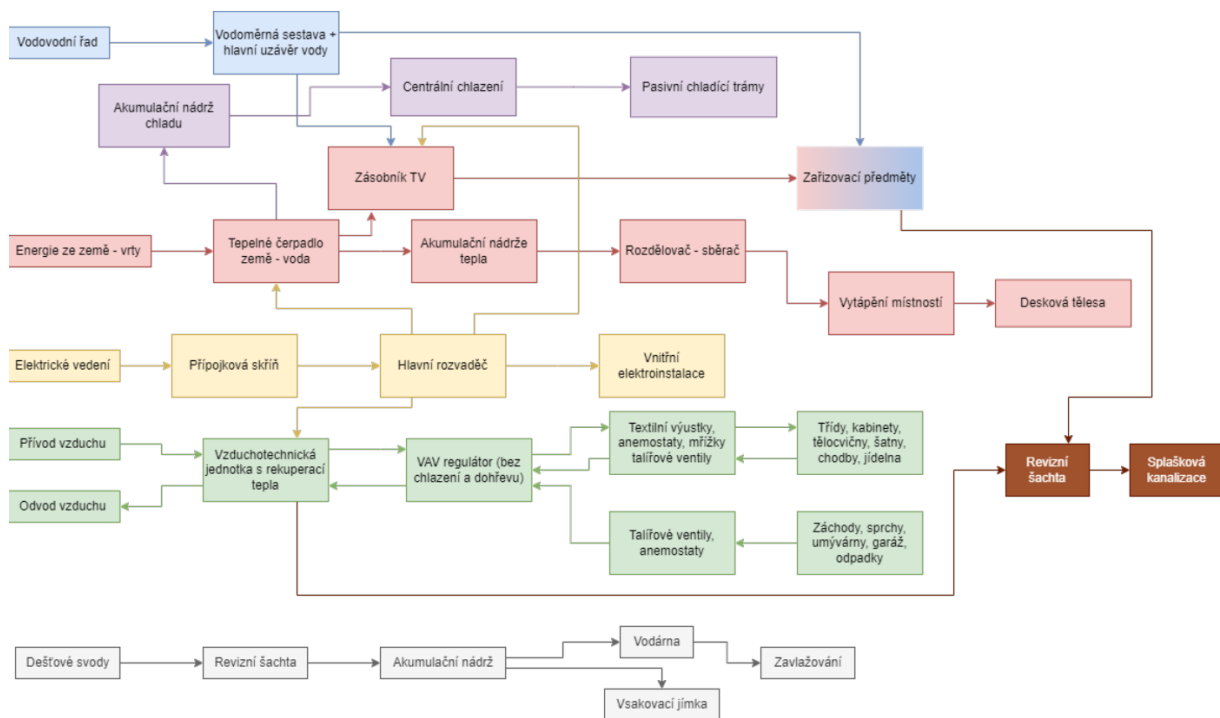 Vodovodní řad
Vodoměrná sestava +
hlavní uzávěr vody
Akumulační nádrž
chladu
Centrální chlazení
Pasivní chladící trámy
Zásobník TV
Zařizovací předměty
Energie ze země - vrty
Tepelné čerpadlo
země - voda
Akumulační nádrže
tepla
Rozdělovač - sběrač
Vytápění místností
Desková tělesa
Elektrické vedení
Přípojková skříň
Hlavní rozvaděč
Vnitřní
elektroinstalace
Přívod vzduchu
Odvod vzduchu
Vzduchotechnická
jednotka s rekuperací
tepla
VAV regulátor (bez
chlazení a dohřevu)
Textilní výustky,
anemostaty, mřížky
talířové ventily
Třídy, kabinety,
tělocvičny, šatny,
chodby, jídelna
Talířové ventily,
anemostaty
Záchody, sprchy,
umývárny, garáž,
odpadky
Revizní
šachta
Splašková
kanalizace
Dešťové svody
Revizní šachta
Akumulační nádrž
Vodárna
Zavlažování
Vsakovací jímka